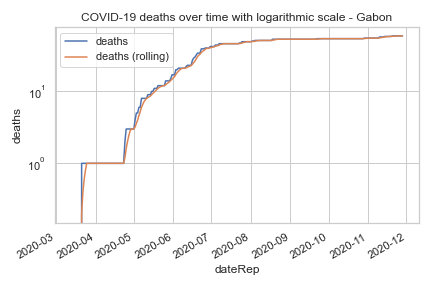 COVID-19 deaths over time with logarithmic scale - Gabon
deaths
deaths (rolling)
10¹
10⁰
deaths
2020-03
2020-04
2020-05
2020-06
2020-07
2020-08
2020-09
2020-10
2020-11
2020-12
dateRep